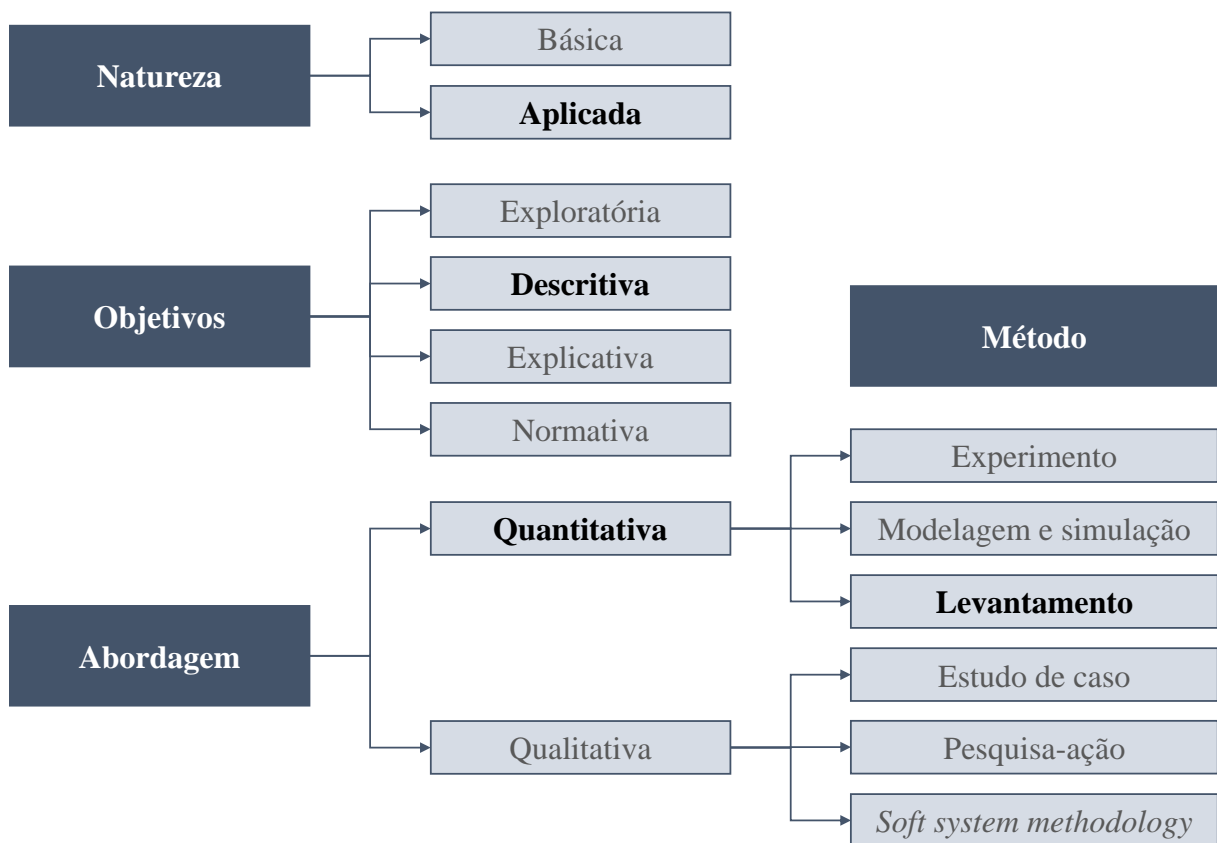 Natureza
Básica
Aplicada
Objetivos
Exploratória
Descritiva
Explicativa
Normativa
Abordagem
Quantitativa
Qualitativa
Método
Experimento
Modelagem e simulação
Levantamento
Estudo de caso
Pesquisa-ação
Soft system methodology